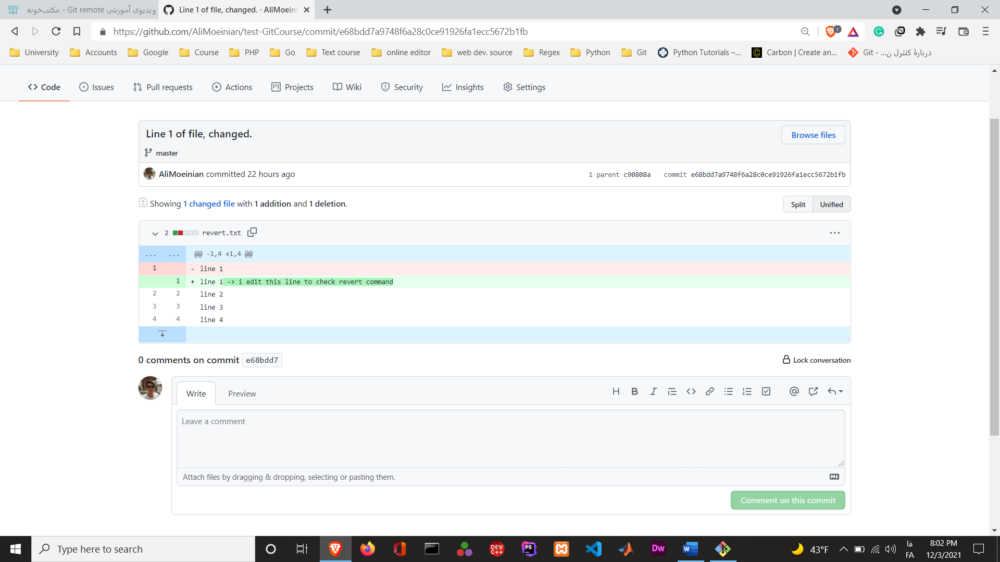 ویدیوی آموزشی Git remote - مکتب‌خونه
Line 1 of file, changed. · AliMoeini
https://github.com/AliMoeinian/test-GitCourse/commit/e68bdd7a9748f6a28c0ce91926fa1ecc5672b1fb
1
University Accounts Google Course PHP Go Text course online editor web dev. source Regex Python Git Python Tutorials –... Carbon | Create an... Git - ...دربارهٔ کنترل ن
Code Issues Pull requests Actions Projects Wiki Security Insights Settings
Line 1 of file, changed.
Browse files
master
AliMoeinian committed 22 hours ago
1 parent c90808a commit e68bdd7a9748f6a28c0ce91926fa1ecc5672b1fb
Showing 1 changed file with 1 addition and 1 deletion.
Split Unified
2 revert.txt
... ... @@ -1,4 +1,4 @@
1 - line 1
1 + line 1 -> i edit this line to check revert command
2 2 line 2
3 3 line 3
4 4 line 4
0 comments on commit e68bdd7
Lock conversation
Write Preview
Leave a comment
Attach files by dragging & dropping, selecting or pasting them.
Comment on this commit
Type here to search
DEV C++
PS
Dw
W
43°F
فا
FA
8:02 PM
12/3/2021